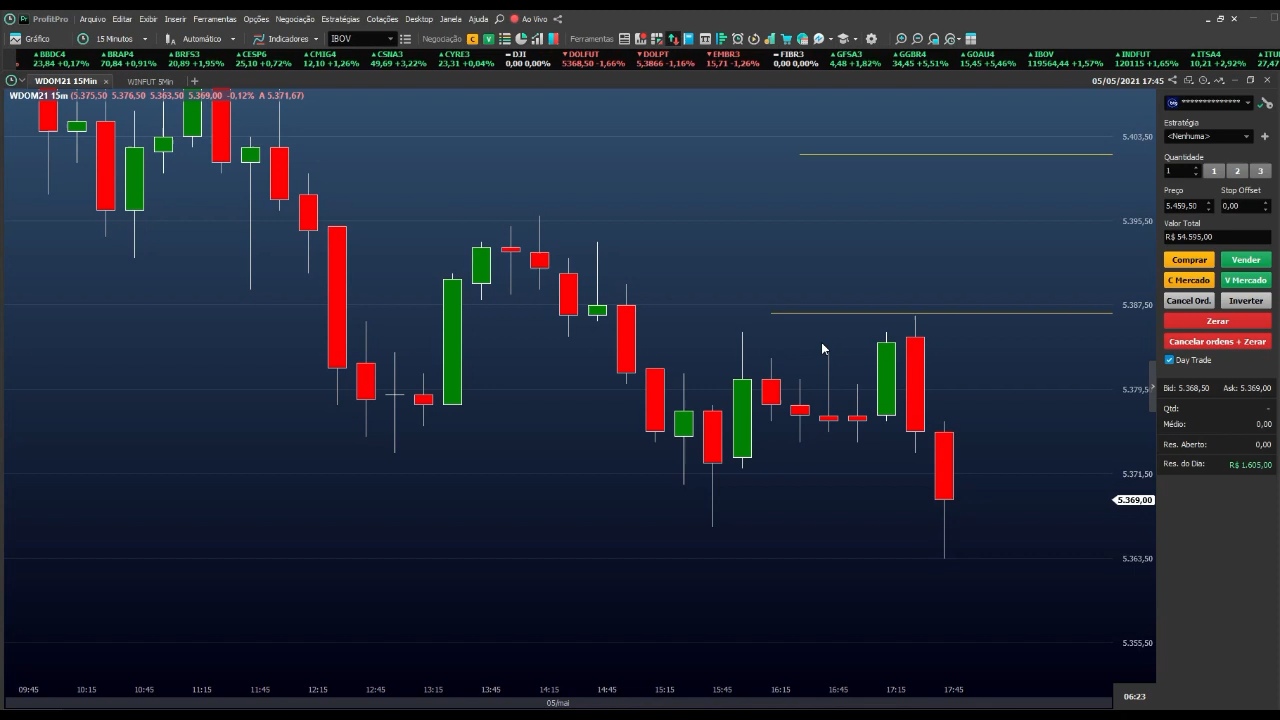 ProfitPro Arquivo Editar Exibir Inserir Ferramentas Opções Negociação Estratégias Cotações Desktop Janela Ajuda Ao Vivo
Gráfico 15 Minutos Automático Indicadores IBOV Negociação C V Ferramentas
BBDC4 BRAP4 BRFS3 CESP6 CMIG4 CSNA3 CYRE3 DJI DOLFUT DOLPT EMBR3 FIBR3 GFSA3 GGBR4 GOAU4 IBOV INDFUT ITSA4
23,84 +0,17% 70,84 +0,91% 20,89 +1,95% 25,10 +0,72% 12,10 +1,26% 49,69 +3,22% 23,31 +0,04% 0,00 0,00% 5368,50 -1,66% 5,3866 -1,16% 15,71 -1,26% 0,00 0,00% 4,48 +1,82% 34,45 +5,51% 15,45 +5,46% 119564,44 +1,57% 120115 +1,65% 10,21 +2,92%
WDOM21 15Min × WINFUT 5Min + 05/05/2021 17:45
WDOM21 15m (5.375,50 5.376,50 5.363,50 5.369,00 -0,12% A 5.371,67)
5.403,50
5.395,50
5.387,50
5.379,50
5.371,50
5.369,00
5.363,50
5.355,50
09:45 10:15 10:45 11:15 11:45 12:15 12:45 13:15 13:45 14:15 14:45 15:15 15:45 16:15 16:45 17:15 17:45
05/mai
06:23
**************
Estratégia
<Nenhuma>
Quantidade
1 1 2 3
Preço Stop Offset
5.459,50 0,00
Valor Total
R$ 54.595,00
Comprar Vender
C Mercado V Mercado
Cancel Ord. Inverter
Zerar
Cancelar ordens + Zerar
Day Trade
Bid: 5.368,50 Ask: 5.369,00
Qtd: -
Médio: 0,00
Res. Aberto: 0,00
Res. do Dia: R$ 1.605,00